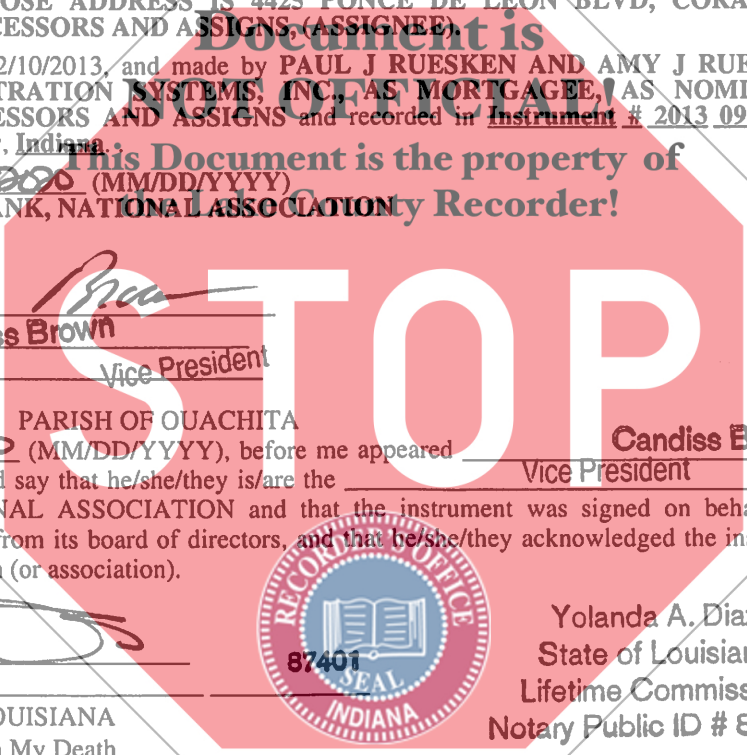 OSE ADDRESS IS 4425 PONCE DE LEON BLVD, CORA
CESSORS AND ASSIGNS, (ASSIGNEE).
Document is
2/10/2013, and made by PAUL J RUESKEN AND AMY J RUE
TRATION SYSTEMS, INC., AS MORTGAGEE, AS NOMI
NOT OFFICIAL!
ESSORS AND ASSIGNS and recorded in Instrument # 2013 09
, Indiana.
This Document is the property of
(MM/DD/YYYY)
ANK, NATIONAL ASSOCIATION
the Lake County Recorder!
STOP
ss Brown
Vice President
PARISH OF OUACHITA
(MM/DD/YYYY), before me appeared Candiss B
d say that he/she/they is/are the Vice President
NAL ASSOCIATION and that the instrument was signed on beha
from its board of directors, and that he/she/they acknowledged the in
n (or association).
RECORDER'S OFFICE
SEAL
INDIANA
87401
Yolanda A. Dia
State of Louisian
Lifetime Commiss
Notary Public ID # 8
OUISIANA
n My Death